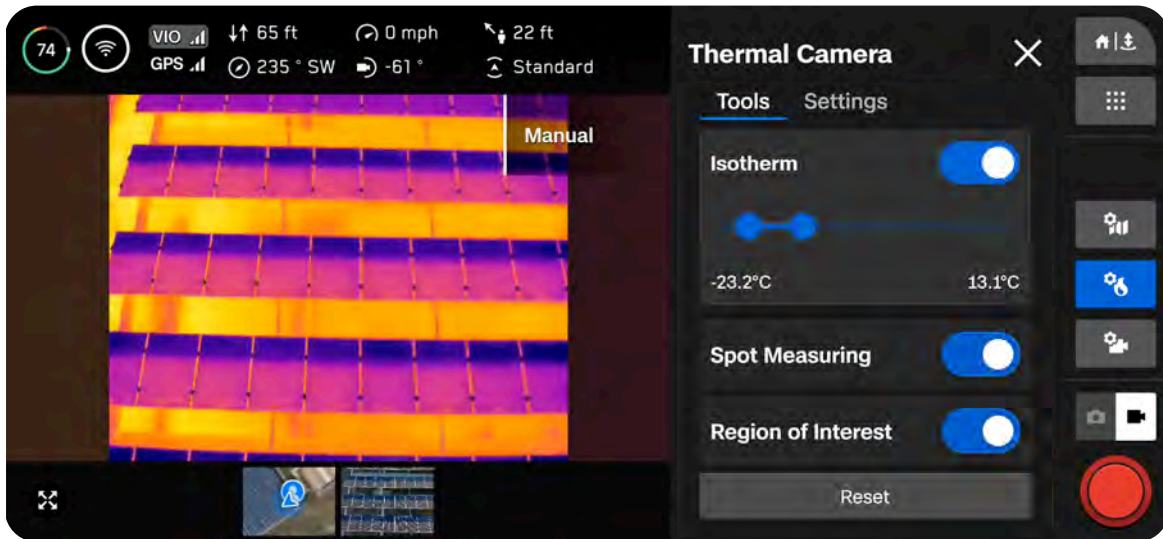 74
VIO
65 ft
0 mph
22 ft
GPS
235 ° SW
-61 °
Standard
Manual
Thermal Camera
Tools
Settings
Isotherm
-23.2°C
13.1°C
Spot Measuring
Region of Interest
Reset